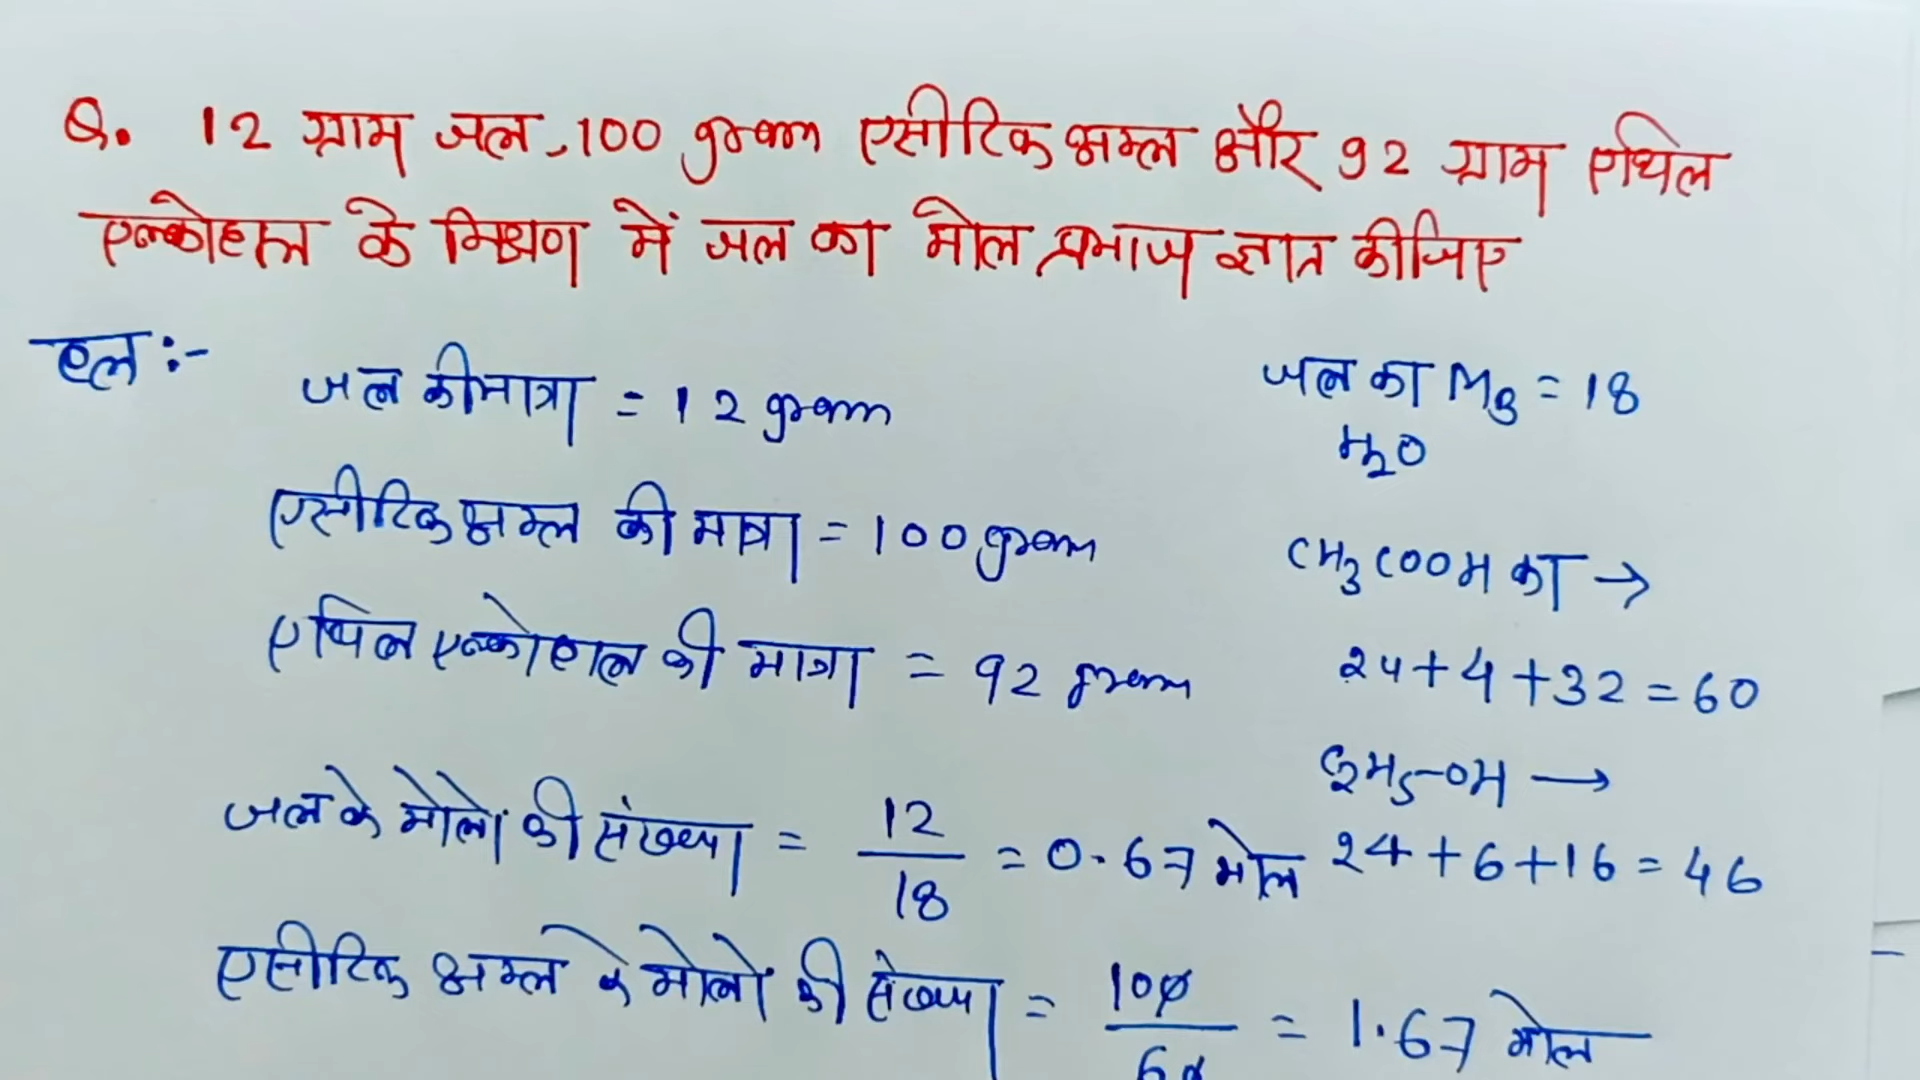 Q. 12 ग्राम जल, 100 gram एसीटिक अम्ल और 92 ग्राम एथिल
एल्कोहल के मिश्रण में जल का मोल प्रभाज ज्ञात कीजिए
हल :-
जल की मात्रा = 12 gram
जल का MB = 18
H2O
एसीटिक अम्ल की मात्रा = 100 gram
CH3COOH का →
एथिल एल्कोहाल की मात्रा = 92 gram
24+4+32=60
C2H5-OH →
जल के मोलो की संख्या = 12/18 = 0.67 मोल
24+6+16=46
एसीटिक अम्ल के मोलो की संख्या = 100/60 = 1.67 मोल